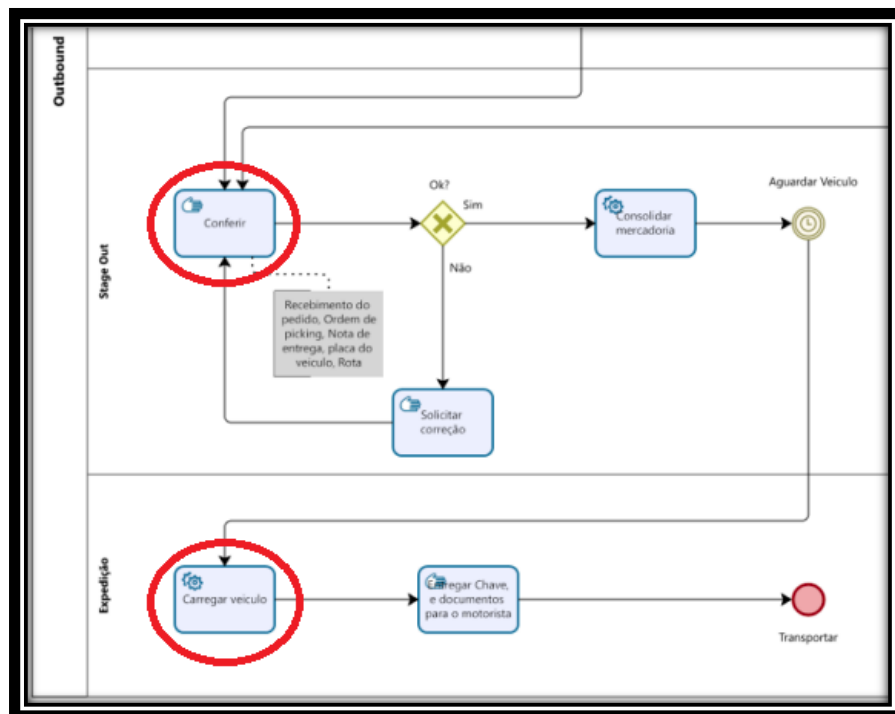 Outbound
Stage Out
Conferir
Ok?
Sim
Não
Consolidar
mercadoria
Aguardar Veiculo
Recebimento do
pedido, Ordem de
picking, Nota de
entrega, placa do
veiculo, Rota
Solicitar
correção
Expedição
Carregar veiculo
Entregar Chave,
e documentos
para o motorista
Transportar